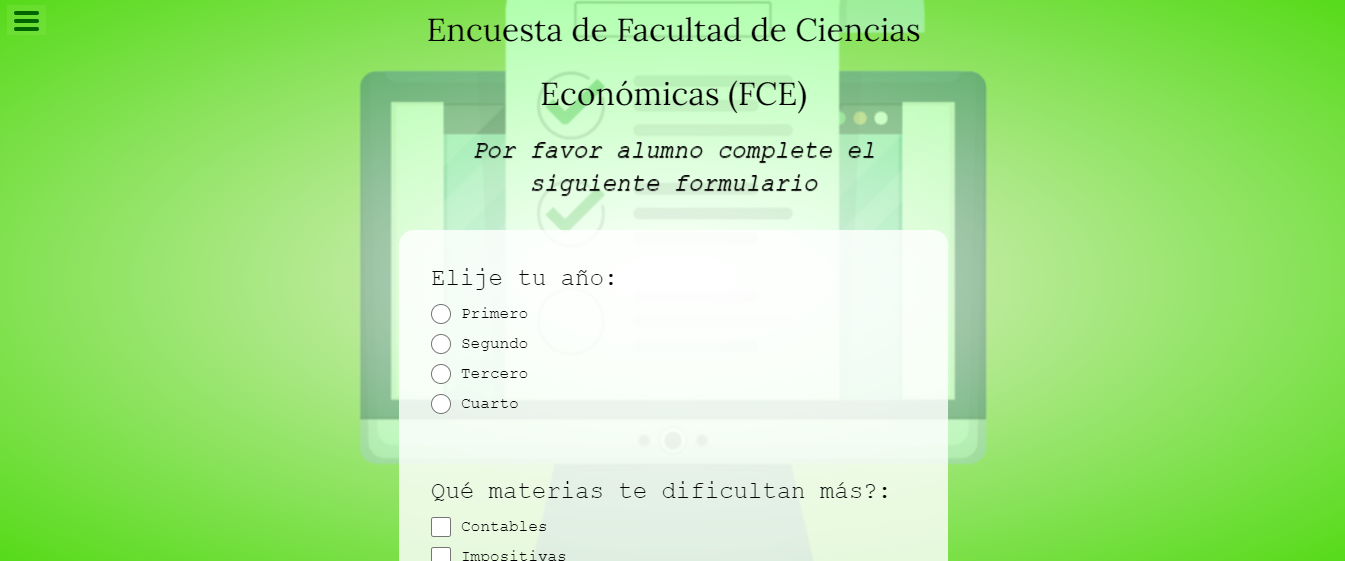 Encuesta de Facultad de Ciencias
Económicas (FCE)
Por favor alumno complete el
siguiente formulario
Elije tu año:
Primero
Segundo
Tercero
Cuarto
Qué materias te dificultan más?:
Contables
Impositivas